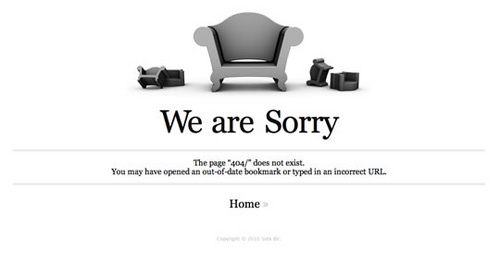 We are Sorry
The page "404/" does not exist.
You may have opened an out-of-date bookmark or typed in an incorrect URL.
Home »
Copyright © 2010